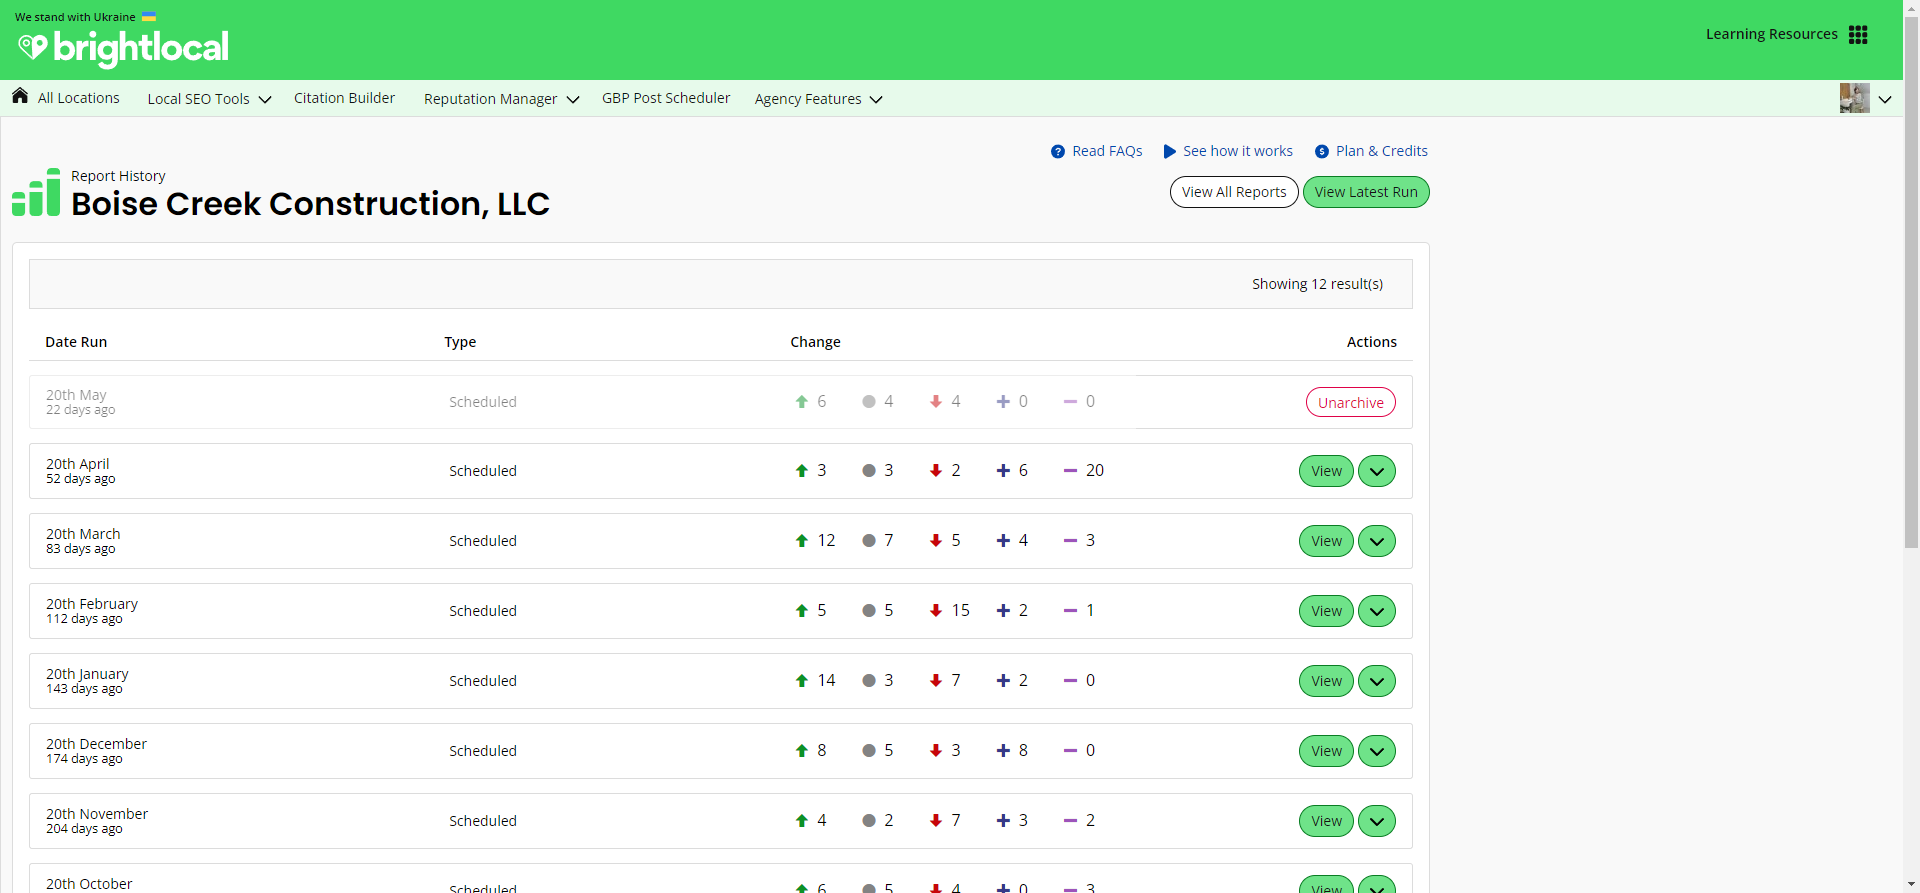 We stand with Ukraine
brightlocal
Learning Resources
All Locations
Local SEO Tools
Citation Builder
Reputation Manager
GBP Post Scheduler
Agency Features
Read FAQs
See how it works
Plan & Credits
Report History
Boise Creek Construction, LLC
View All Reports
View Latest Run
Showing 12 result(s)
Date Run Type Change Actions
20th May
22 days ago
Scheduled 6 4 4 0 0 Unarchive
20th April
52 days ago
Scheduled 3 3 2 6 20 View
20th March
83 days ago
Scheduled 12 7 5 4 3 View
20th February
112 days ago
Scheduled 5 5 15 2 1 View
20th January
143 days ago
Scheduled 14 3 7 2 0 View
20th December
174 days ago
Scheduled 8 5 3 8 0 View
20th November
204 days ago
Scheduled 4 2 7 3 2 View
20th October
Scheduled 6 5 4 0 3 View